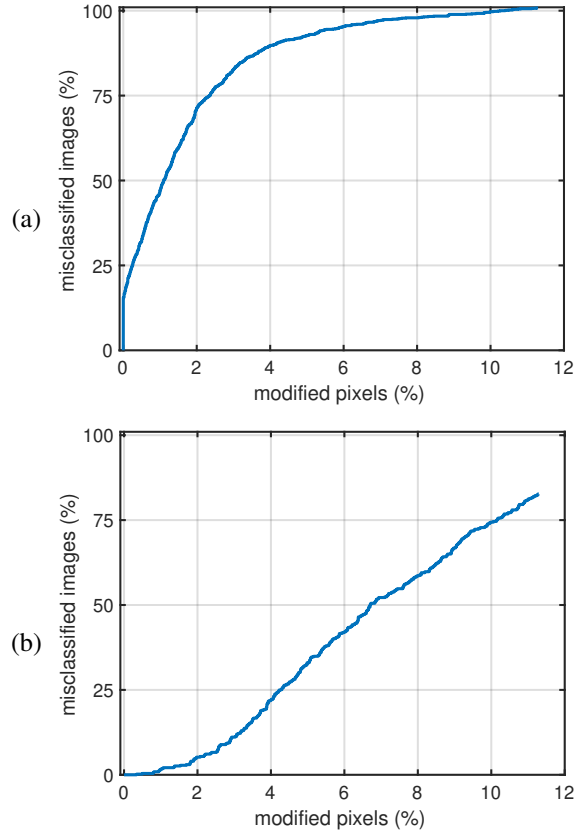 (a)
misclassified images (%)
100
75
50
25
0
0 2 4 6 8 10 12
modified pixels (%)
(b)
misclassified images (%)
100
75
50
25
0
0 2 4 6 8 10 12
modified pixels (%)